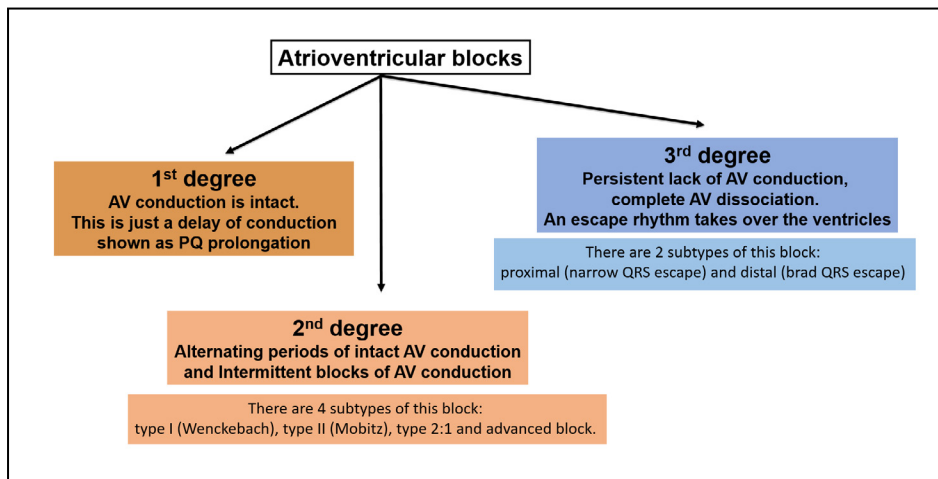 Atrioventricular blocks
1st degree
AV conduction is intact.
This is just a delay of conduction
shown as PQ prolongation
3rd degree
Persistent lack of AV conduction,
complete AV dissociation.
An escape rhythm takes over the ventricles
There are 2 subtypes of this block:
proximal (narrow QRS escape) and distal (brad QRS escape)
2nd degree
Alternating periods of intact AV conduction
and Intermittent blocks of AV conduction
There are 4 subtypes of this block:
type I (Wenckebach), type II (Mobitz), type 2:1 and advanced block.